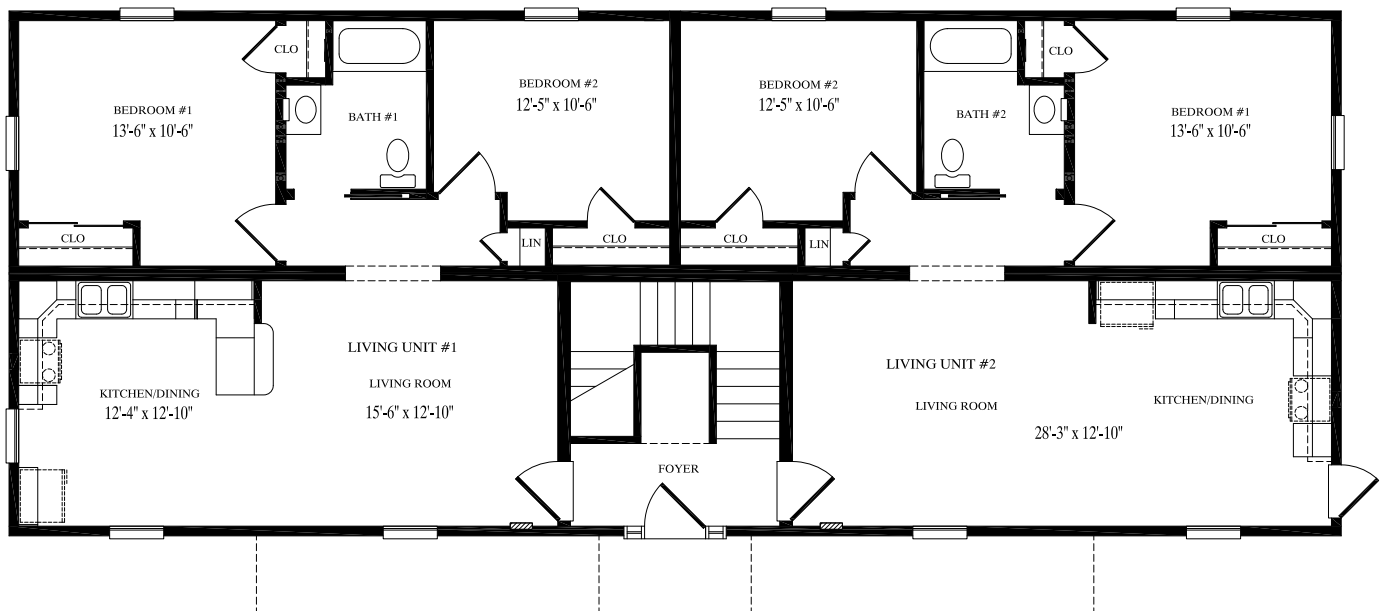 CLO
CLO
BEDROOM #2
BEDROOM #2
12'-5" x 10'-6"
12'-5" x 10'-6"
BEDROOM #1
13'-6" x 10'-6"
BATH #1
BATH #2
BEDROOM #1
13'-6" x 10'-6"
CLO
LIN
CLO
CLO
LIN
CLO
LIVING UNIT #1
LIVING UNIT #2
LIVING ROOM
KITCHEN/DINING
12'-4" x 12'-10"
15'-6" x 12'-10"
LIVING ROOM
KITCHEN/DINING
28'-3" x 12'-10"
FOYER